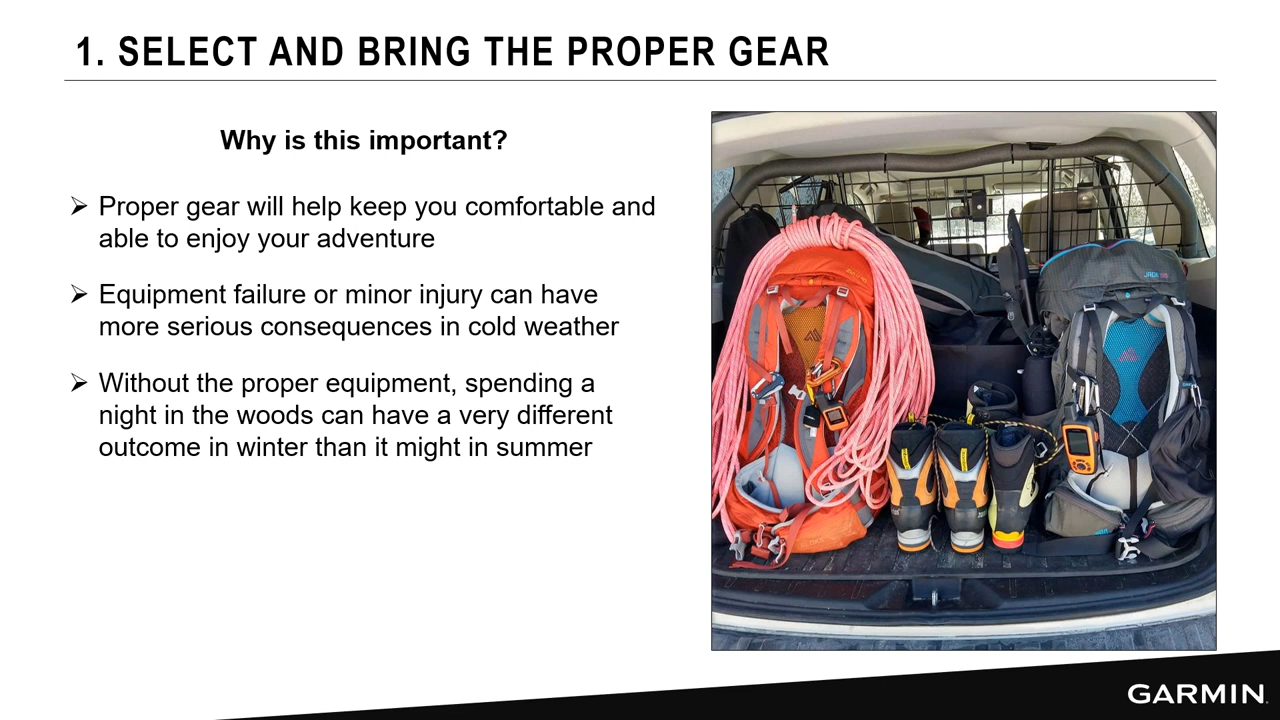 1. SELECT AND BRING THE PROPER GEAR
Why is this important?
➢ Proper gear will help keep you comfortable and
able to enjoy your adventure
➢ Equipment failure or minor injury can have
more serious consequences in cold weather
➢ Without the proper equipment, spending a
night in the woods can have a very different
outcome in winter than it might in summer
GARMIN